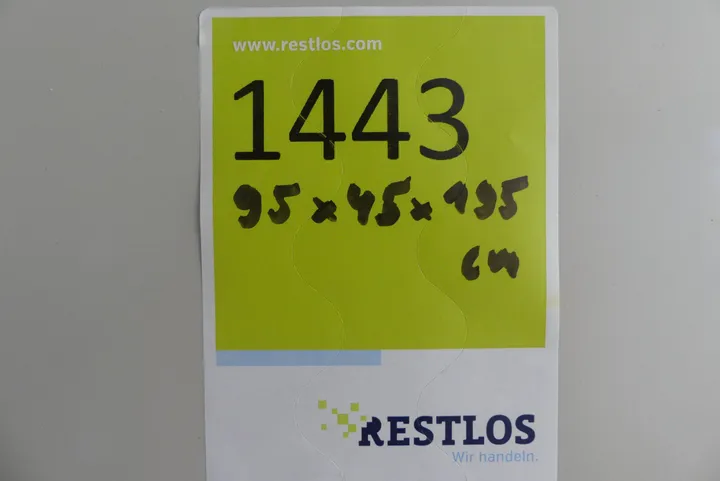 www.restlos.com
1443
95 x 45 x 195
cm
RESTLOS
Wir handeln.